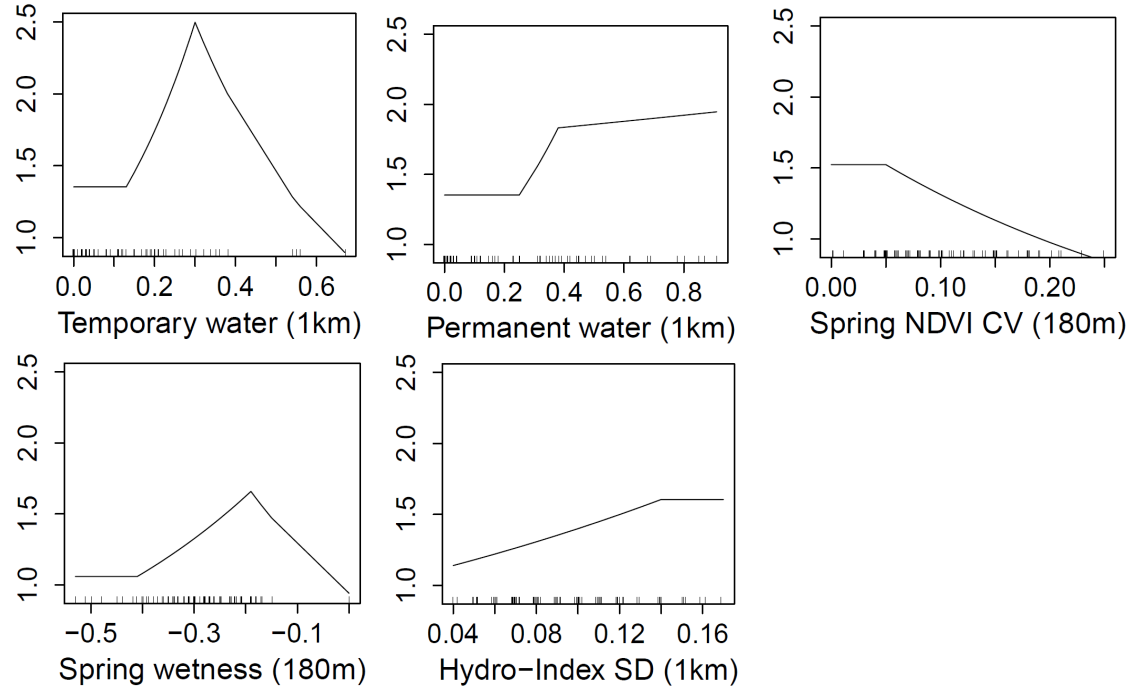 2.5
2.0
1.5
1.0
0.0 0.2 0.4 0.6
Temporary water (1km)
2.5
2.0
1.5
1.0
0.0 0.4 0.8
Permanent water (1km)
2.5
2.0
1.5
1.0
0.00 0.10 0.20
Spring NDVI CV (180m)
2.5
2.0
1.5
1.0
−0.5 −0.3 −0.1
Spring wetness (180m)
2.5
2.0
1.5
1.0
0.04 0.08 0.12 0.16
Hydro−Index SD (1km)